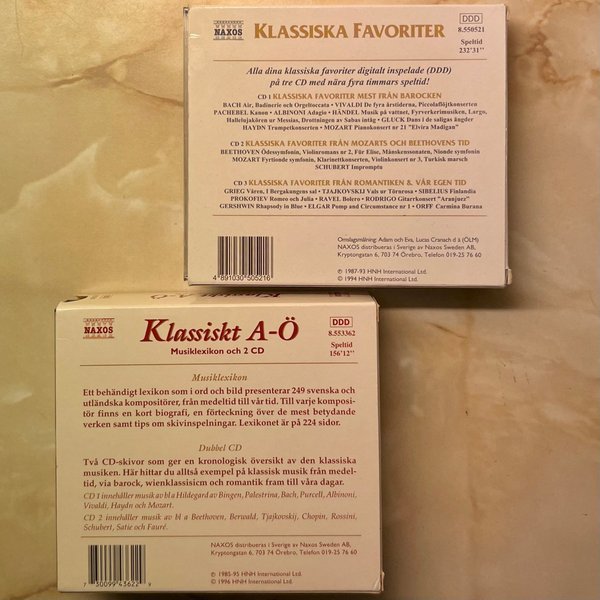 NAXOS
KLASSISKA FAVORITER
DDD
8.550521
Speltid
232'31"
Alla dina klassiska favoriter digitalt inspelade (DDD)
på tre CD med nära fyra timmars speltid!
CD 1 KLASSISKA FAVORITER MEST FRÅN BAROCKEN
BACH Air, Badinerie och Orgeltoccata • VIVALDI De fyra årstiderna, Piccolaflöjtkonserten
PACHEBEL Kanon • ALBINONI Adagio • HÄNDEL Musik på vattnet, Fyrverkerimusiken, Largo,
Hallelujakören ur Messias, Drottningen av Sabas intåg • GLUCK Dans i de saligas ängder
HAYDN Trumpetkonserten • MOZART Pianokonsert nr 21 "Elvira Madigan"
CD 2 KLASSISKA FAVORITER FRÅN MOZARTS OCH BEETHOVENS TID
BEETHOVEN Ödessymfonin, Violinromans nr 2, Für Elise, Månskenssonaten, Nionde symfonin
MOZART Fyrtionde symfonin, Klarinettkonserten, Violinkonsert nr 3, Turkisk marsch
SCHUBERT Impromptu
CD 3 KLASSISKA FAVORITER FRÅN ROMANTIKEN & VÅR EGEN TID
GRIEG Våren, I Bergakungens sal • TJAJKOVSKIJ Vals ur Törnrosa • SIBELIUS Finlandia
PROKOFIEV Romeo och Julia • RAVEL Bolero • RODRIGO Gitarrkonsert "Aranjuez"
GERSHWIN Rhapsody in Blue • ELGAR Pomp and Circumstance nr 1 • ORFF Carmina Burana
Omslagsmålning: Adam och Eva, Lucas Cranach d ä (ÖLM)
NAXOS distribueras i Sverige av Naxos Sweden AB,
Kryptongatan 6, 703 74 Örebro, Telefon 019-25 76 60
4 891030 505216
℗ 1987-93 HNH International Ltd.
© 1994 HNH International Ltd.
Klassiskt A-Ö
NAXOS
Klassiskt A-Ö
Musiklexikon och 2 CD
DDD
8.553362
Speltid
156'12"
Musiklexikon
Ett behändigt lexikon som i ord och bild presenterar 249 svenska och
utländska kompositörer, från medeltid till vår tid. Till varje komposi-
tör finns en kort biografi, en förteckning över de mest betydande
verken samt tips om skivinspelningar. Lexikonet är på 224 sidor.
Dubbel CD
Två CD-skivor som ger en kronologisk översikt av den klassiska
musiken. Här hittar du alltså exempel på klassisk musik från medel-
tid, via barock, wienklassisism och romantik fram till våra dagar.
CD 1 innehåller musik av bl a Hildegard av Bingen, Palestrina, Bach, Purcell, Albinoni,
Vivaldi, Haydn och Mozart.
CD 2 innehåller musik av bl a Beethoven, Berwald, Tjajkovskij, Chopin, Rossini,
Schubert, Satie och Fauré.
NAXOS distribueras i Sverige av Naxos Sweden AB,
Kryptongatan 6, 703 74 Örebro, Telefon 019-25 76 60
7 30099 43622 9
℗ 1985-95 HNH International Ltd.
© 1996 HNH International Ltd.